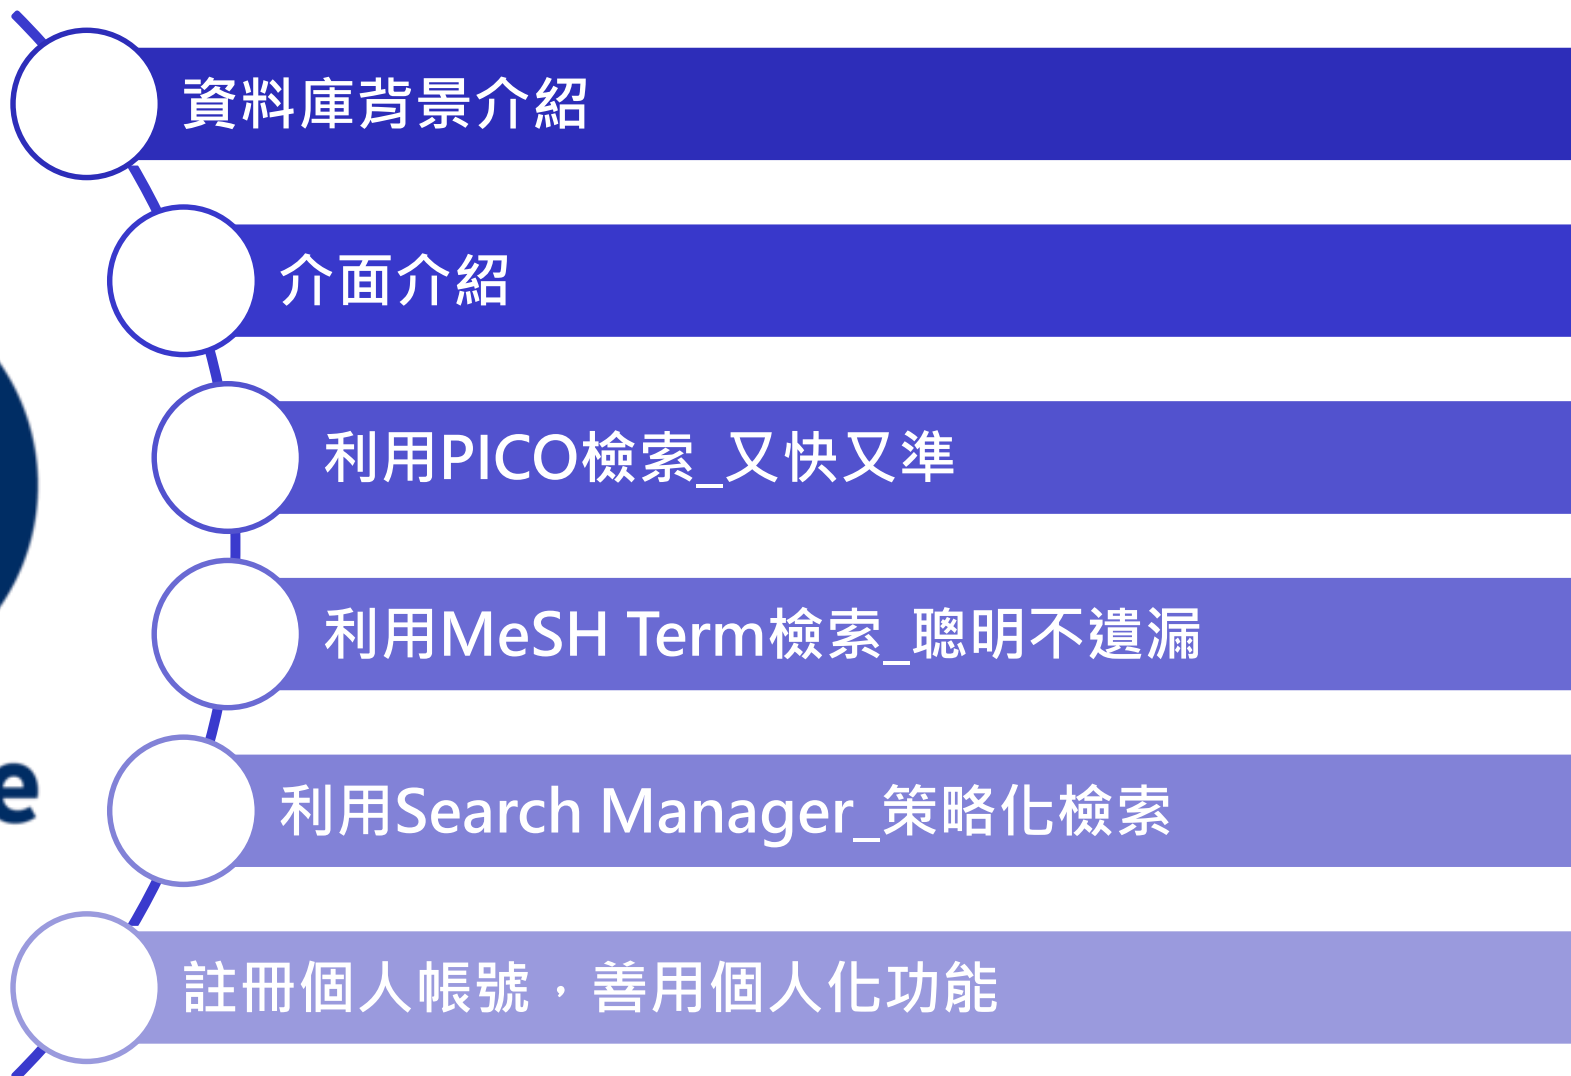 資料庫背景介紹
介面介紹
利用PICO檢索_又快又準
利用MeSH Term檢索_聰明不遺漏
e
利用Search Manager_策略化檢索
註冊個人帳號，善用個人化功能